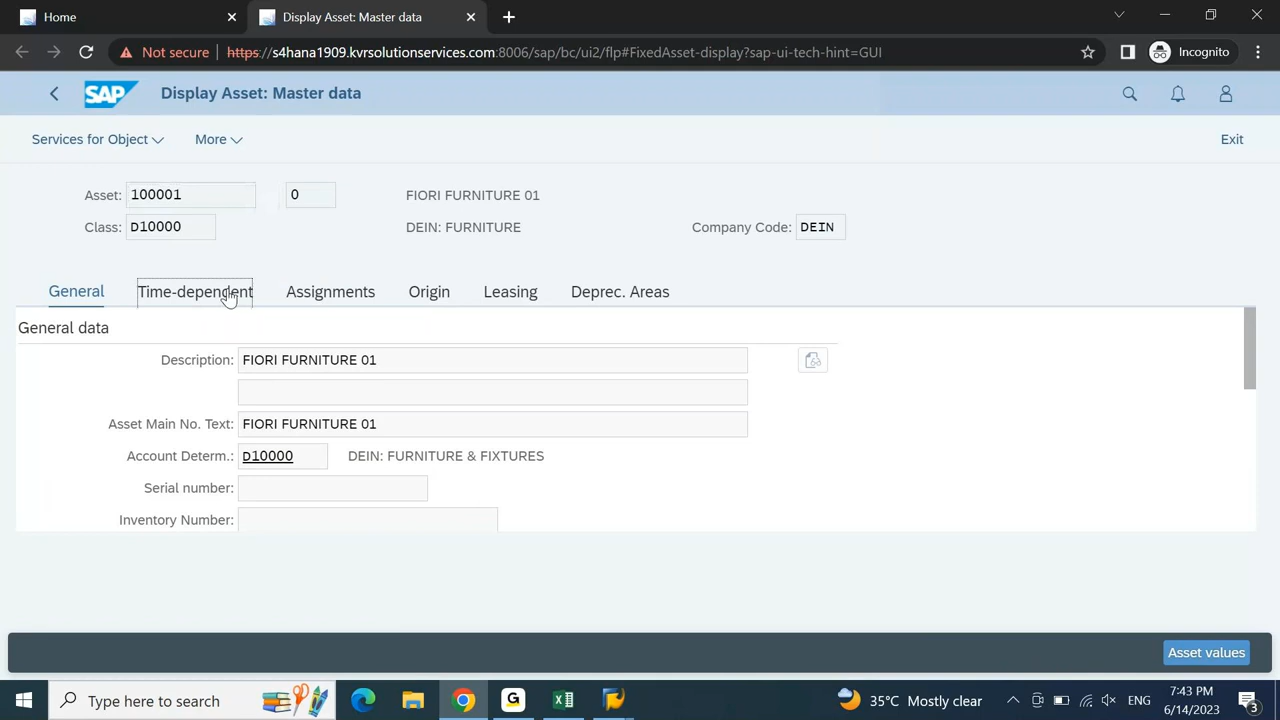 Home
Display Asset: Master data
Not secure
https://s4hana1909.kvrsolutionservices.com:8006/sap/bc/ui2/flp#FixedAsset-display?sap-ui-tech-hint=GUI
Incognito
SAP
Display Asset: Master data
Services for Object
More
Exit
Asset: 100001 0 FIORI FURNITURE 01
Class: D10000 DEIN: FURNITURE Company Code: DEIN
General Time-dependent Assignments Origin Leasing Deprec. Areas
General data
Description: FIORI FURNITURE 01
Asset Main No. Text: FIORI FURNITURE 01
Account Determ.: D10000 DEIN: FURNITURE & FIXTURES
Serial number:
Inventory Number:
Asset values
Type here to search
35°C Mostly clear
ENG
7:43 PM
6/14/2023
3